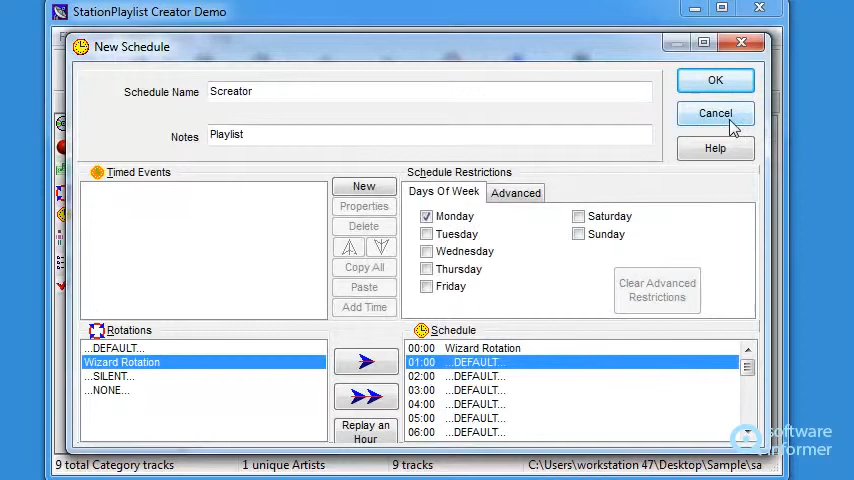 StationPlaylist Creator Demo
New Schedule
Schedule Name
Screator
OK
Notes
Playlist
Cancel
Help
Timed Events
New
Properties
Delete
Copy All
Paste
Add Time
Schedule Restrictions
Days Of Week
Advanced
Monday
Tuesday
Wednesday
Thursday
Friday
Saturday
Sunday
Clear Advanced
Restrictions
Rotations
...DEFAULT...
Wizard Rotation
...SILENT...
...NONE...
Replay an
Hour
Schedule
00:00 Wizard Rotation
01:00 ...DEFAULT...
02:00 ...DEFAULT...
03:00 ...DEFAULT...
04:00 ...DEFAULT...
05:00 ...DEFAULT...
06:00 ...DEFAULT...
software
informer
9 total Category tracks
1 unique Artists
9 tracks
C:\Users\workstation 47\Desktop\Sample\sa